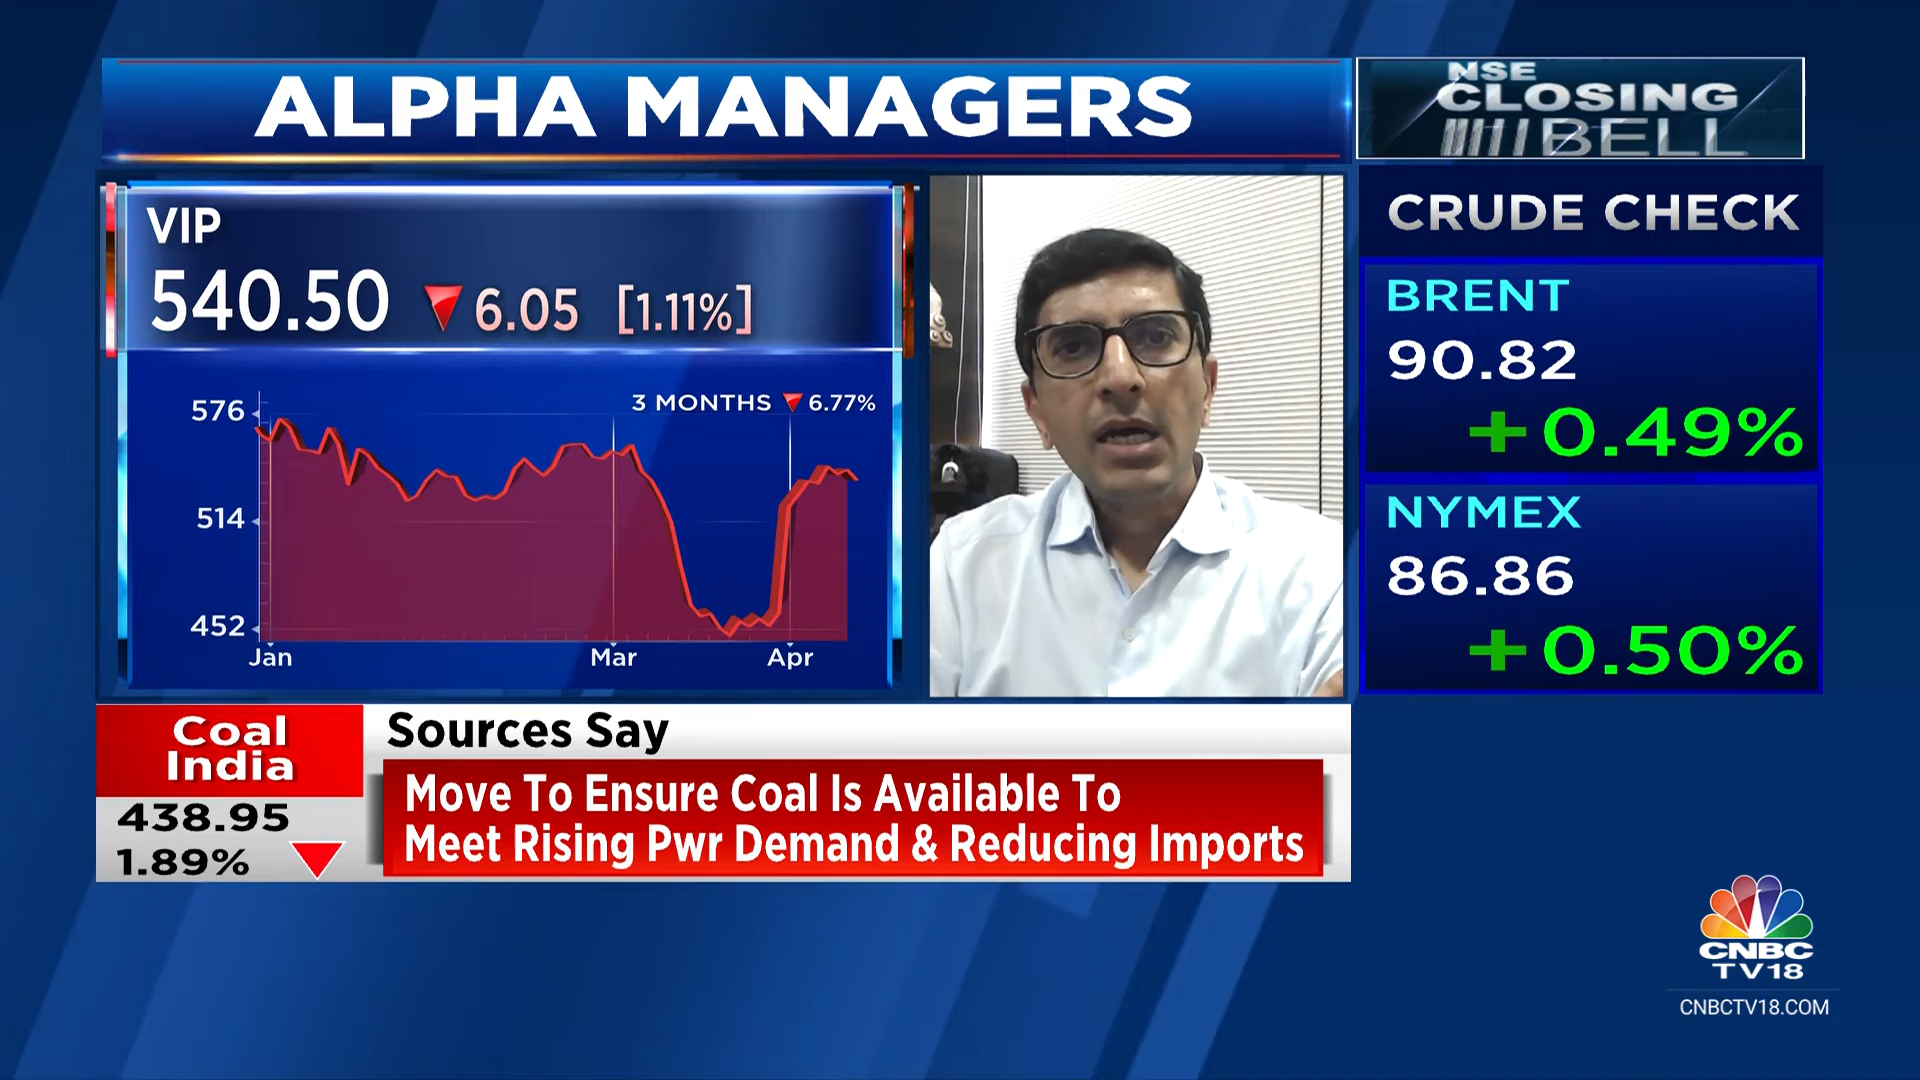 ALPHA MANAGERS
NSE
CLOSING
BELL
VIP
540.50 ▼ 6.05 [1.11%]
3 MONTHS ▼ 6.77%
576
514
452
Jan Mar Apr
CRUDE CHECK
BRENT
90.82
+0.49%
NYMEX
86.86
+0.50%
Coal
India
438.95
1.89% ▼
Sources Say
Move To Ensure Coal Is Available To
Meet Rising Pwr Demand & Reducing Imports
CNBC
TV18
CNBCTV18.COM